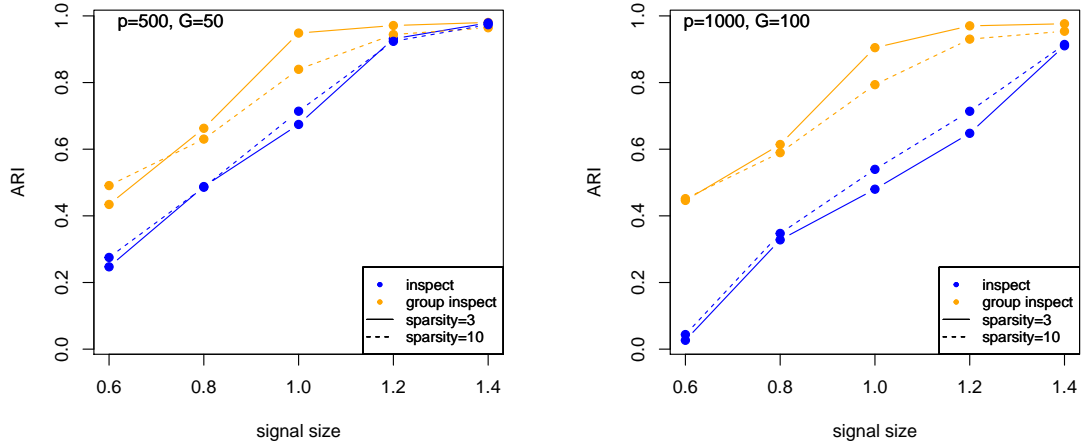 p=500, G=50
ARI
1.0
0.8
0.6
0.4
0.2
0.0
inspect
group inspect
sparsity=3
sparsity=10
0.6 0.8 1.0 1.2 1.4
signal size
p=1000, G=100
ARI
1.0
0.8
0.6
0.4
0.2
0.0
inspect
group inspect
sparsity=3
sparsity=10
0.6 0.8 1.0 1.2 1.4
signal size